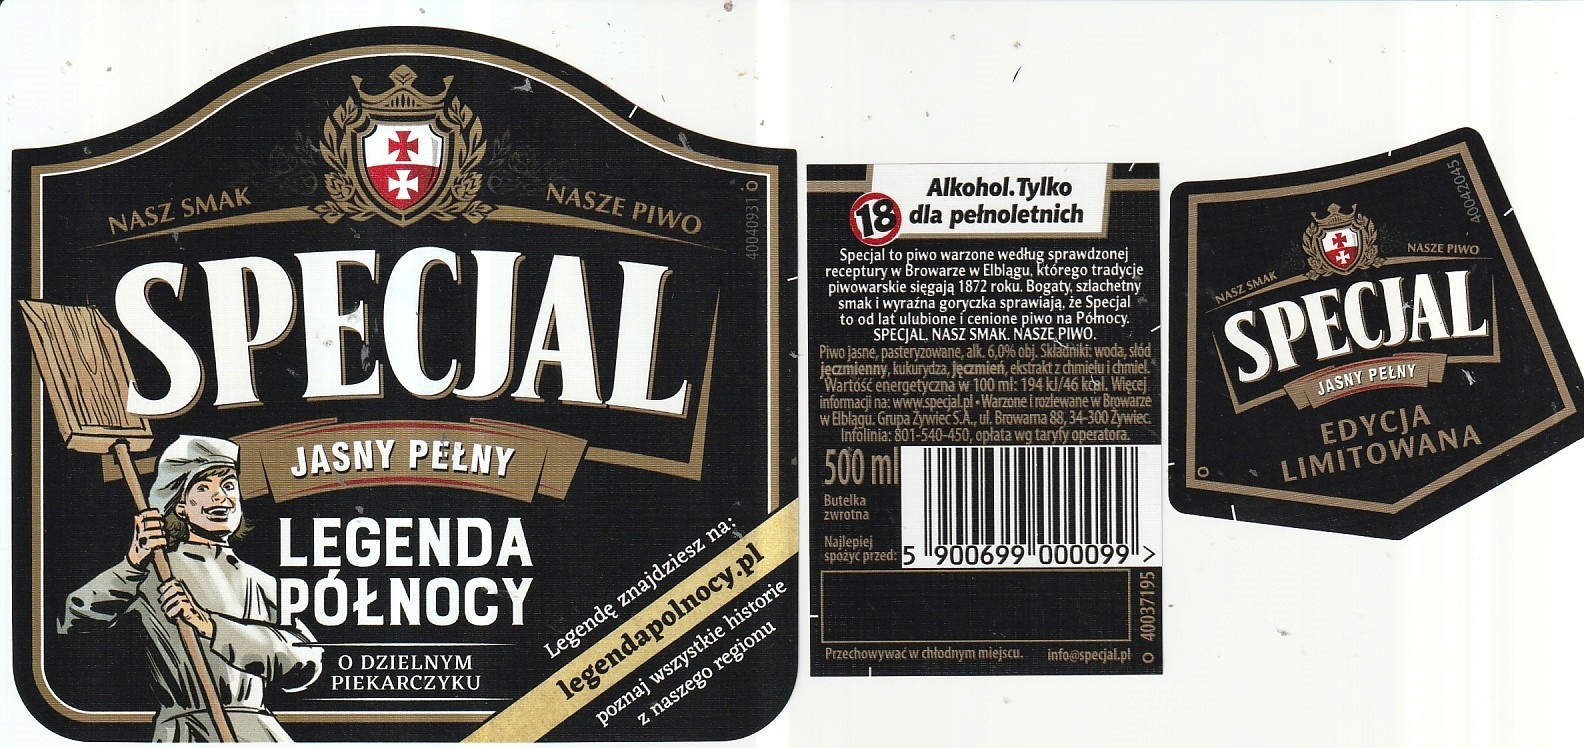 NASZ SMAK
NASZE PIWO
40040931
SPECJAL
JASNY PEŁNY
LEGENDA
PÓŁNOCY
O DZIELNYM
PIEKARCZYKU
Legendę znajdziesz na:
legendapolnocy.pl
poznaj wszystkie historie
z naszego regionu
18
Alkohol.Tylko
dla pełnoletnich
Specjal to piwo warzone według sprawdzonej
receptury w Browarze w Elblągu, którego tradycje
piwowarskie sięgają 1872 roku. Bogaty, szlachetny
smak i wyraźna goryczka sprawiają, że Specjal
to od lat ulubione i cenione piwo na Północy.
SPECJAL. NASZ SMAK. NASZE PIWO.
Piwo jasne, pasteryzowane, alk. 6,0% obj. Składniki: woda, słód
jęczmienny, kukurydza, jęczmień, ekstrakt z chmielu i chmiel.
Wartość energetyczna w 100 ml: 194 kJ/46 kcal. Więcej
informacji na: www.specjal.pl • Warzone i rozlewane w Browarze
w Elblągu. Grupa Żywiec S.A., ul. Browarna 88, 34-300 Żywiec.
Infolinia: 801-540-450, opłata wg taryfy operatora.
500 ml
Butelka
zwrotna
Najlepiej
spożyć przed:
5 900699 000099 >
40037195
Przechowywać w chłodnym miejscu. info@specjal.pl
40042045
NASZ SMAK
NASZE PIWO
SPECJAL
JASNY PEŁNY
EDYCJA
LIMITOWANA